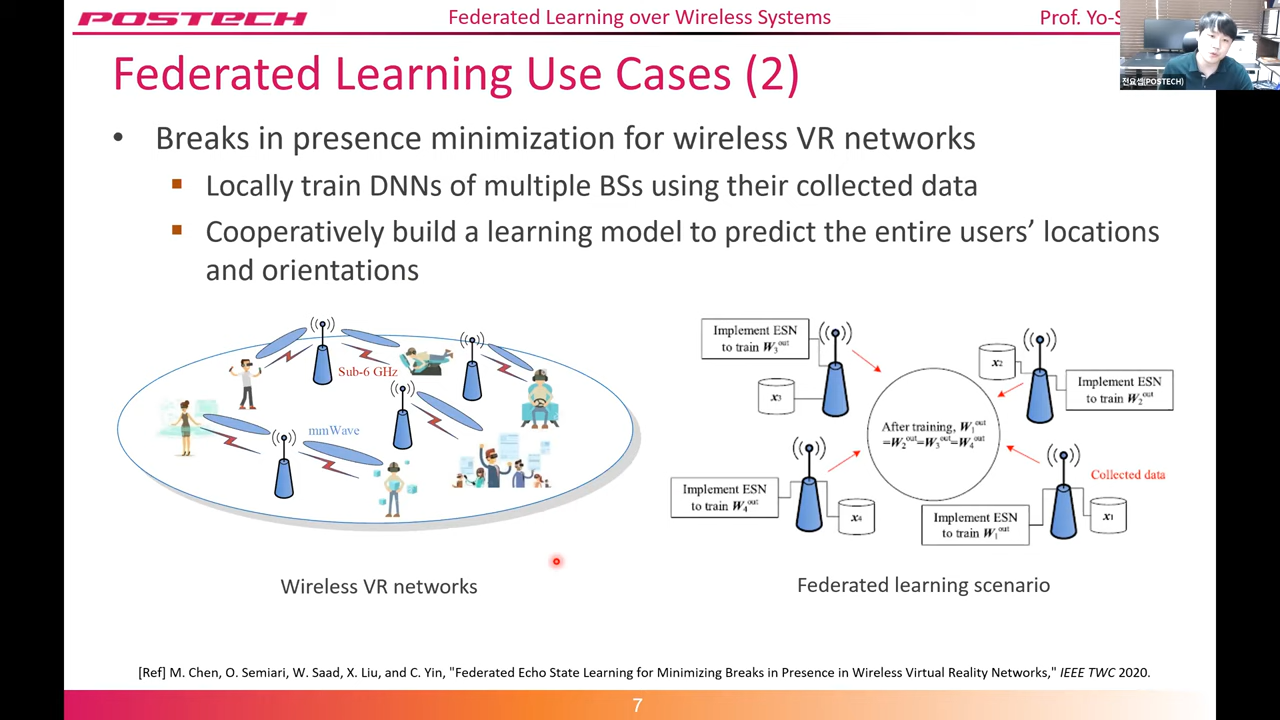 POSTECH
Federated Learning over Wireless Systems
Prof. Yo-S
전요셉(POSTECH)
Federated Learning Use Cases (2)
• Breaks in presence minimization for wireless VR networks
Locally train DNNs of multiple BSs using their collected data
Cooperatively build a learning model to predict the entire users' locations
and orientations
Sub-6 GHz
mmWave
Wireless VR networks
Implement ESN
to train W₃ᵒᵘᵗ
x₃
x₂
Implement ESN
to train W₂ᵒᵘᵗ
After training, W₁ᵒᵘᵗ
=W₂ᵒᵘᵗ=W₃ᵒᵘᵗ=W₄ᵒᵘᵗ
Implement ESN
to train W₄ᵒᵘᵗ
x₄
Collected data
Implement ESN
to train W₁ᵒᵘᵗ
x₁
Federated learning scenario
[Ref] M. Chen, O. Semiari, W. Saad, X. Liu, and C. Yin, "Federated Echo State Learning for Minimizing Breaks in Presence in Wireless Virtual Reality Networks," IEEE TWC 2020.
7